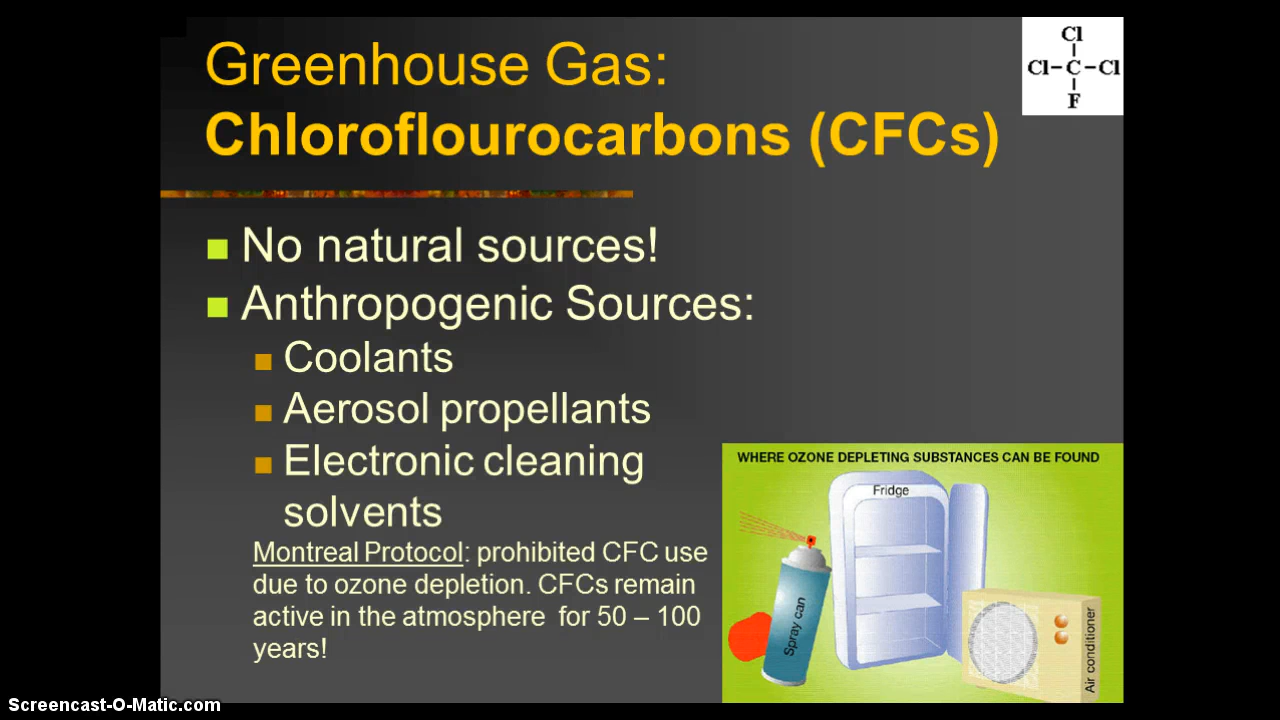 Greenhouse Gas:
Chloroflourocarbons (CFCs)
Cl
Cl-C-Cl
F
No natural sources!
Anthropogenic Sources:
Coolants
Aerosol propellants
Electronic cleaning
solvents
Montreal Protocol: prohibited CFC use
due to ozone depletion. CFCs remain
active in the atmosphere for 50 – 100
years!
WHERE OZONE DEPLETING SUBSTANCES CAN BE FOUND
Fridge
Spray can
Air conditioner
Screencast-O-Matic.com